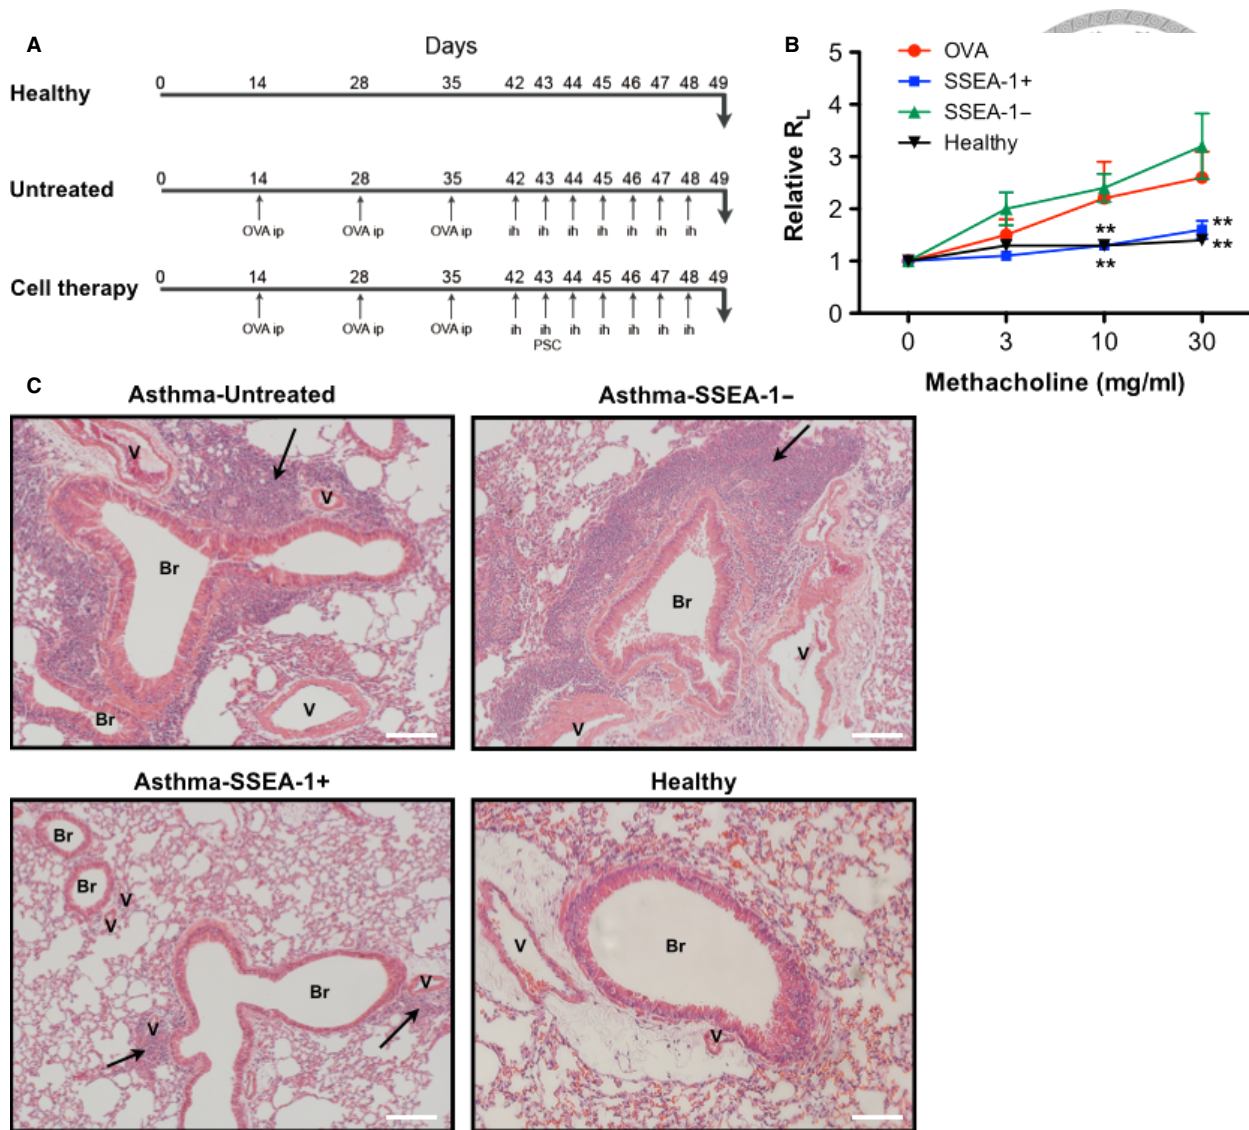 A
Days
Healthy
0 14 28 35 42 43 44 45 46 47 48 49
Untreated
0 14 28 35 42 43 44 45 46 47 48 49
OVA ip OVA ip OVA ip ih ih ih ih ih ih ih
Cell therapy
0 14 28 35 42 43 44 45 46 47 48 49
OVA ip OVA ip OVA ip ih ih ih ih ih ih ih
PSC
B
Relative RL
5
4
3
2
1
0
OVA
SSEA-1+
SSEA-1–
Healthy
**
**
**
**
0 3 10 30
Methacholine (mg/ml)
C
Asthma-Untreated
V
V
Br
Br
V
Asthma-SSEA-1–
Br
V
V
Asthma-SSEA-1+
Br
Br
V
V
Br
V
V
Healthy
V
Br
V